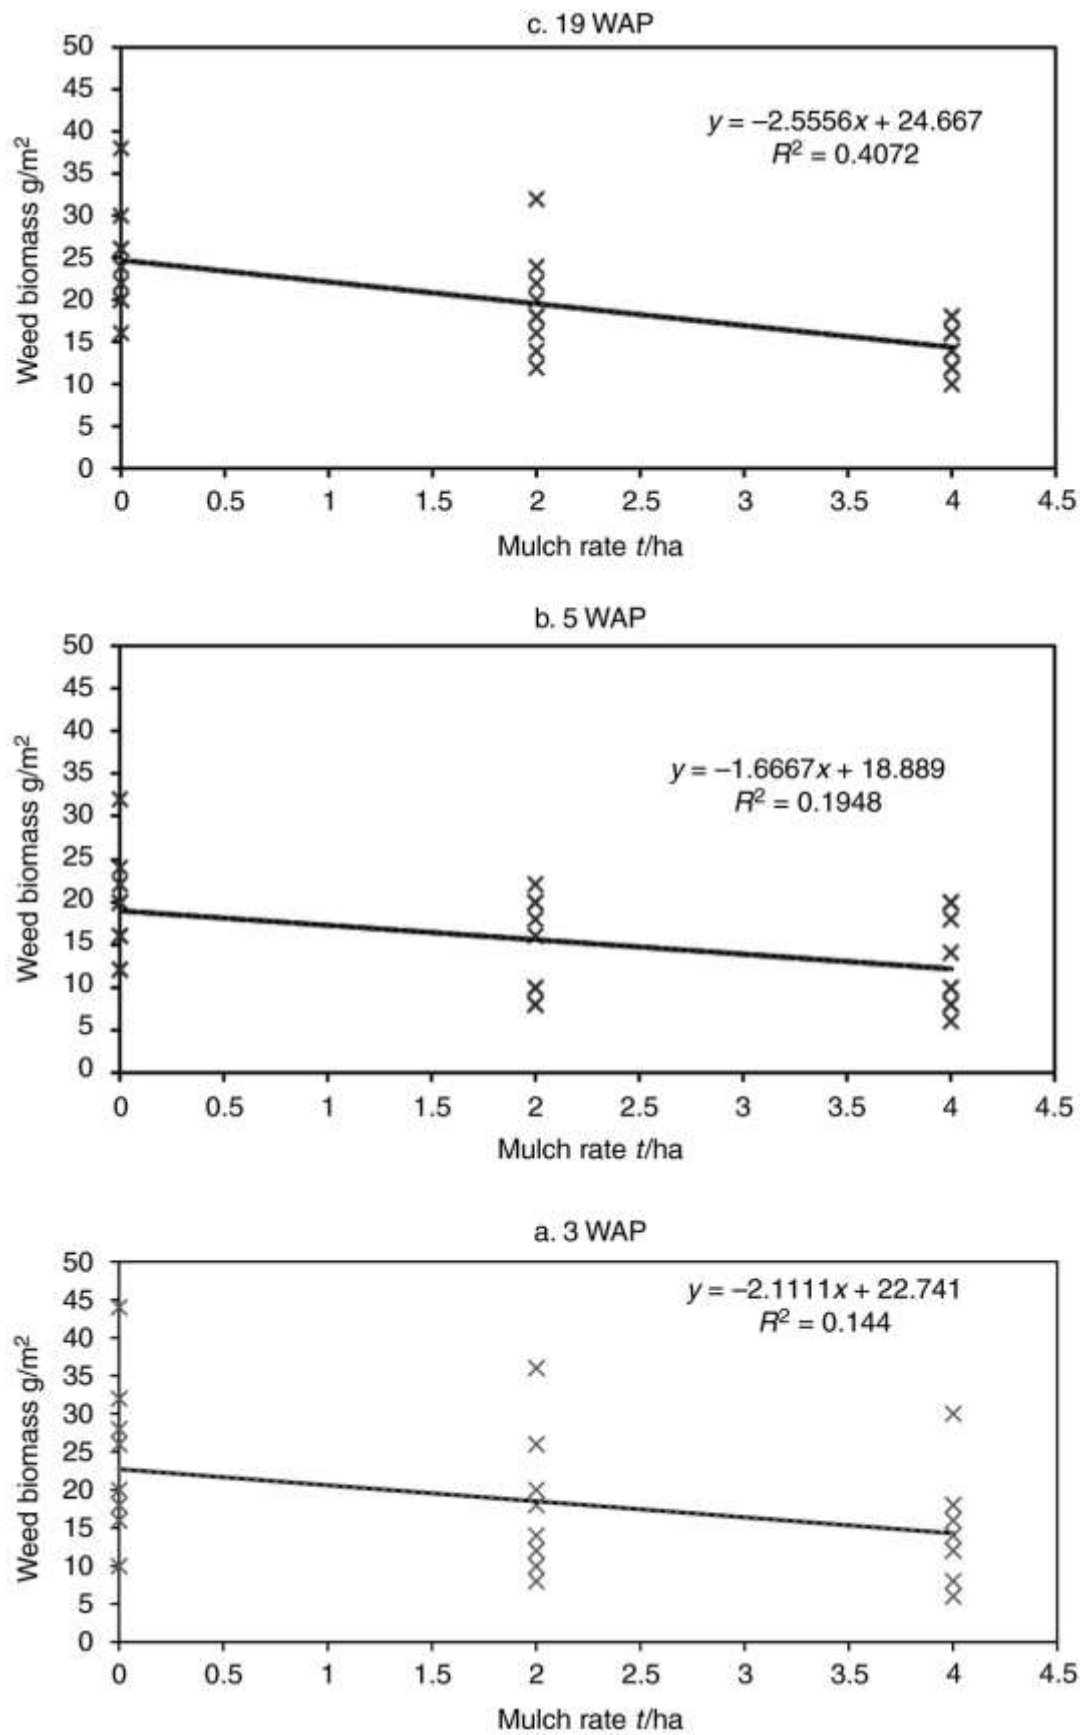 c. 19 WAP
50
45
40
35
30
25
20
15
10
5
0
Weed biomass g/m²
y = −2.5556x + 24.667
R² = 0.4072
0 0.5 1 1.5 2 2.5 3 3.5 4 4.5
Mulch rate t/ha
b. 5 WAP
50
45
40
35
30
25
20
15
10
5
0
Weed biomass g/m²
y = −1.6667x + 18.889
R² = 0.1948
0 0.5 1 1.5 2 2.5 3 3.5 4 4.5
Mulch rate t/ha
a. 3 WAP
50
45
40
35
30
25
20
15
10
5
0
Weed biomass g/m²
y = −2.1111x + 22.741
R² = 0.144
0 0.5 1 1.5 2 2.5 3 3.5 4 4.5
Mulch rate t/ha